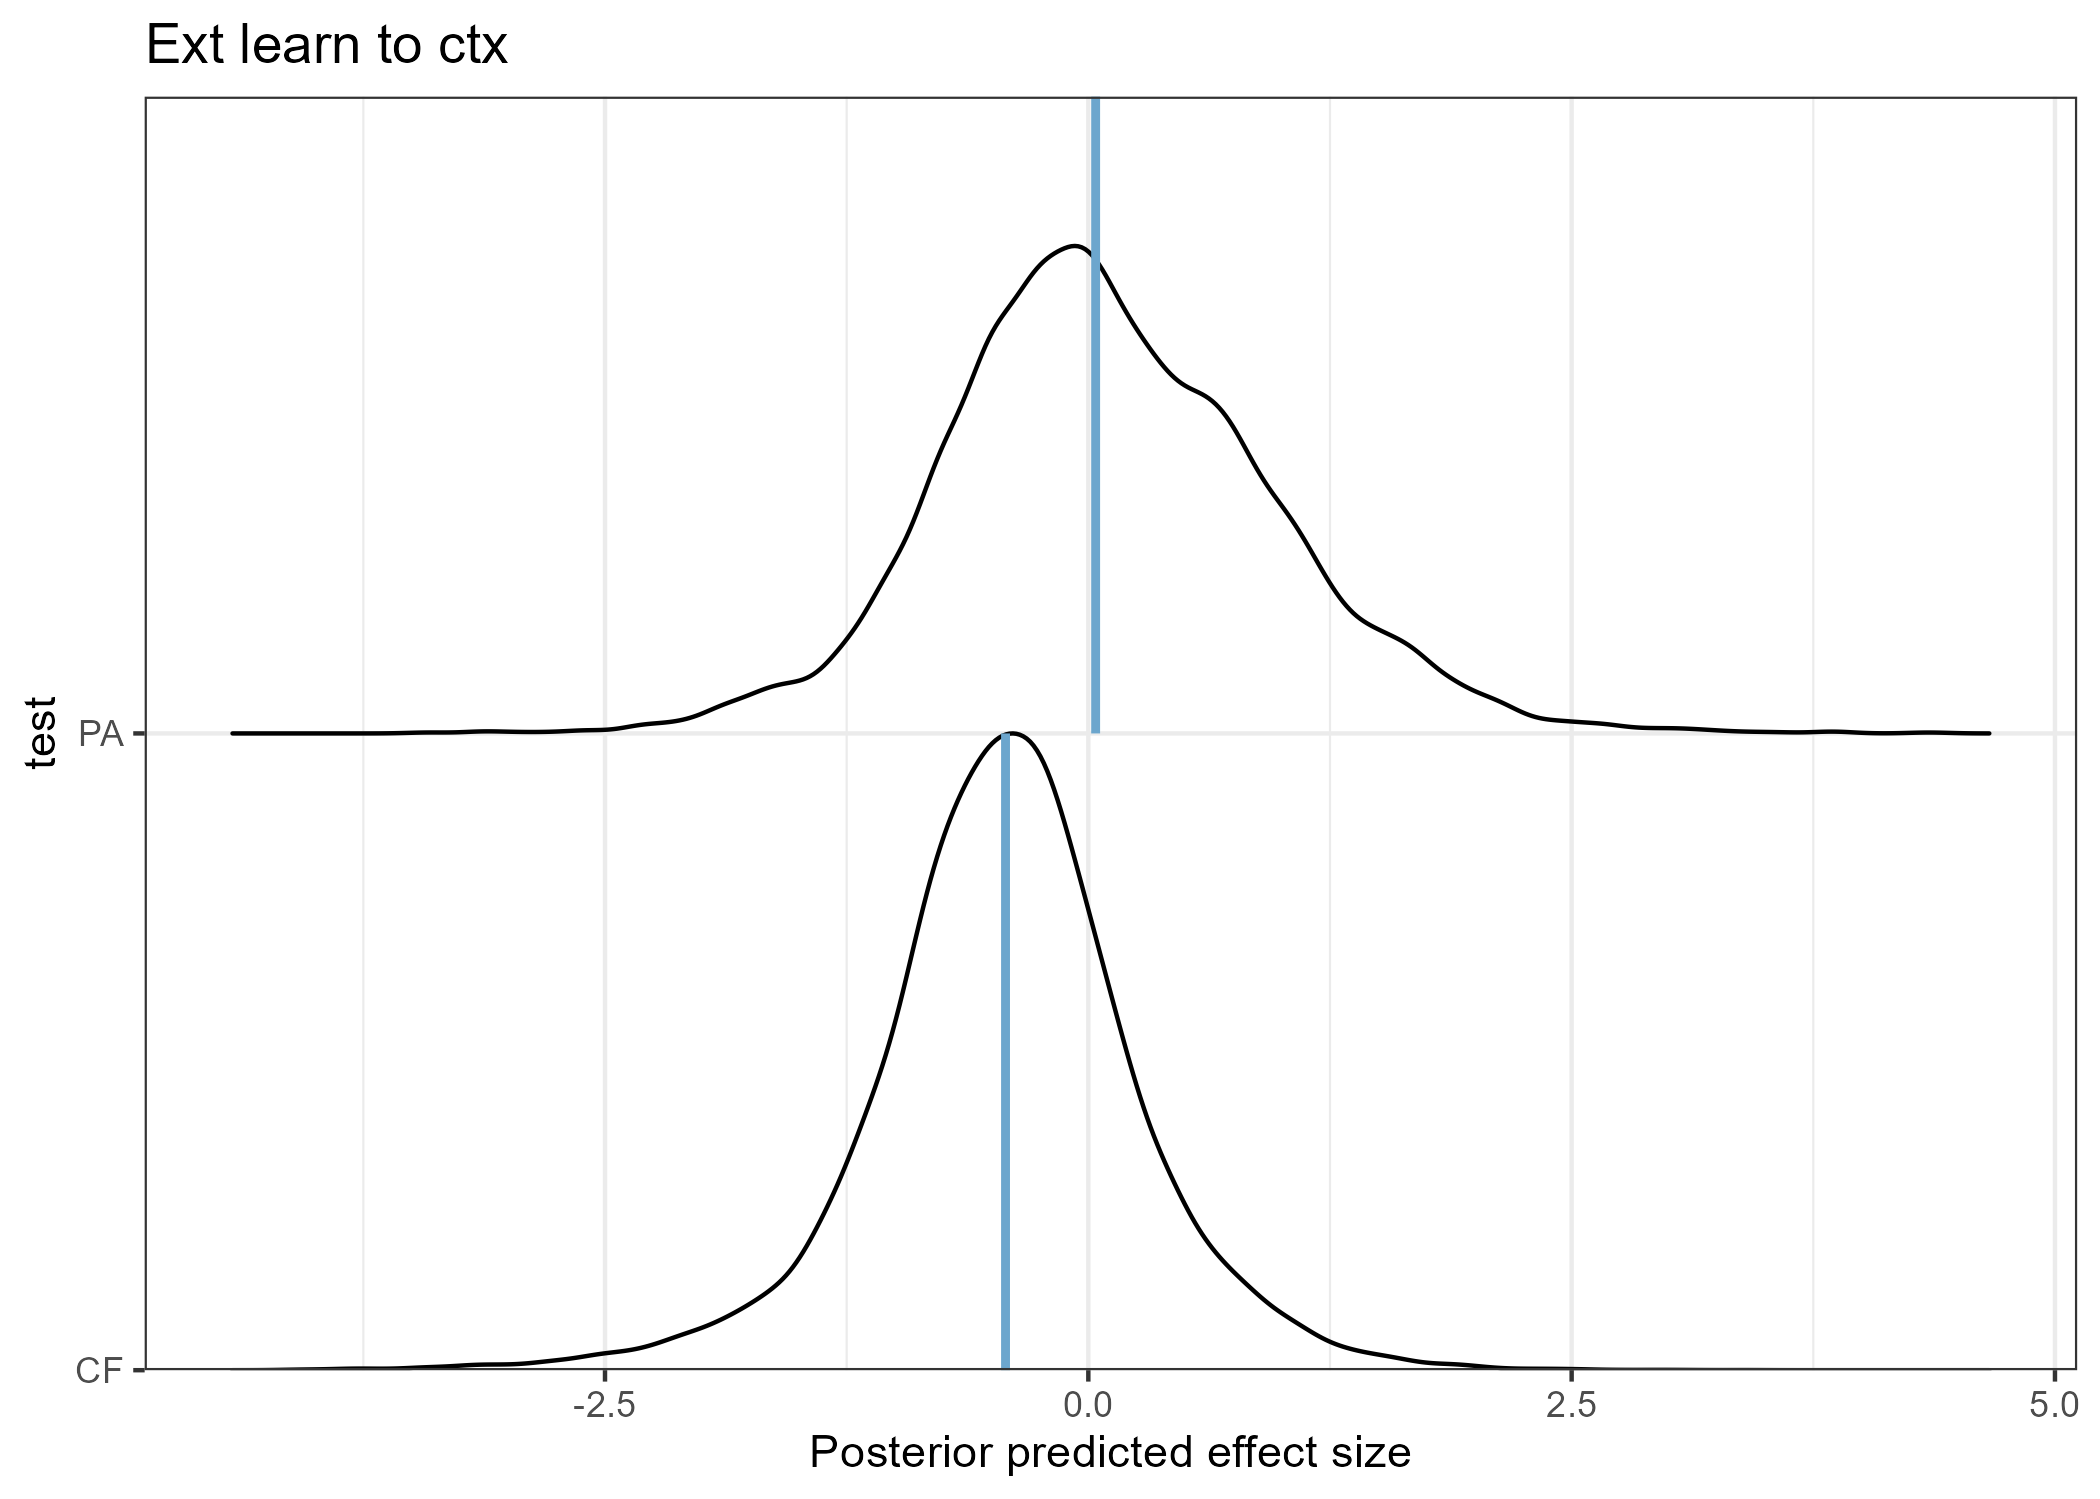 Ext learn to ctx
test
PA
CF
-2.5 0.0 2.5 5.0
Posterior predicted effect size